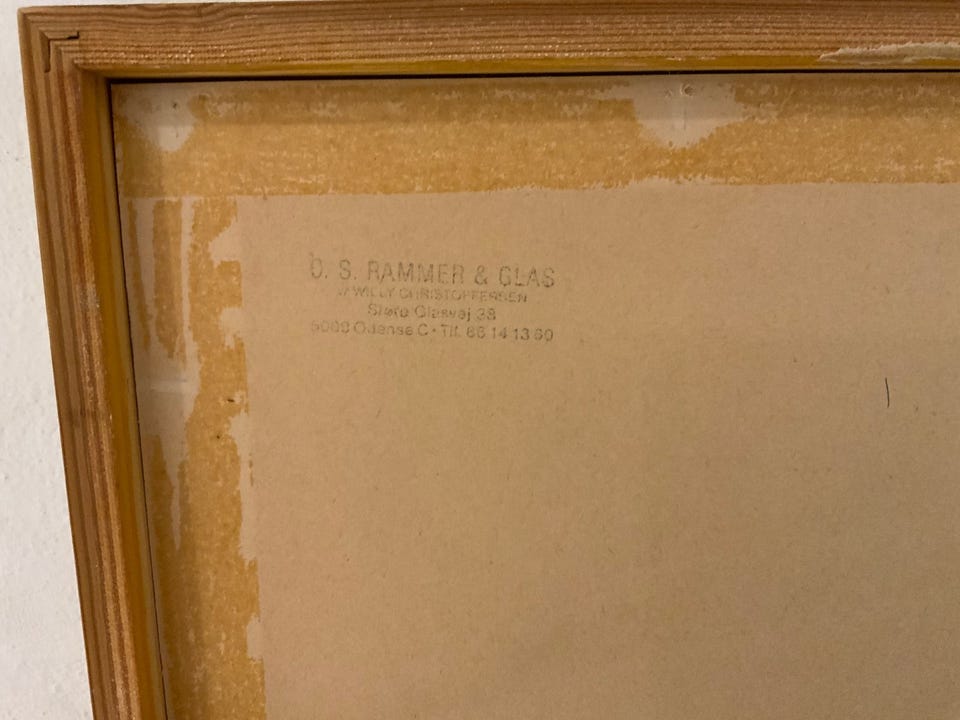 O. S. RAMMER & GLAS
v/ WILLY CHRISTOFFERSEN
Store Glasvej 38
5000 Odense C • Tlf. 66 14 13 60